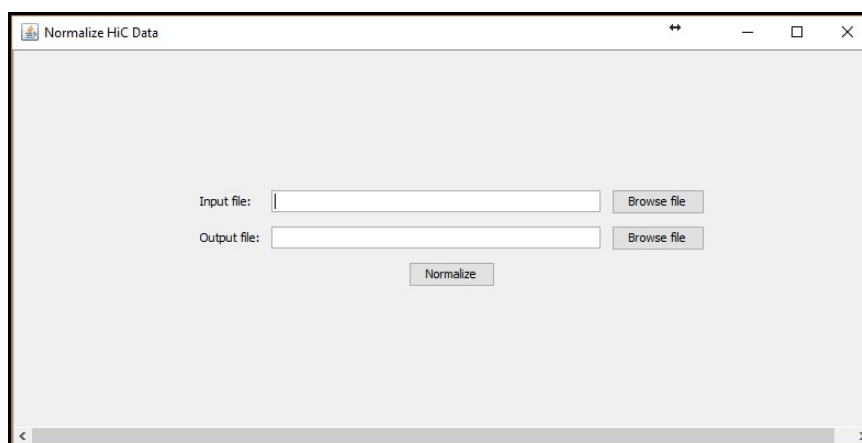 Normalize HiC Data
Input file:
Browse file
Output file:
Browse file
Normalize